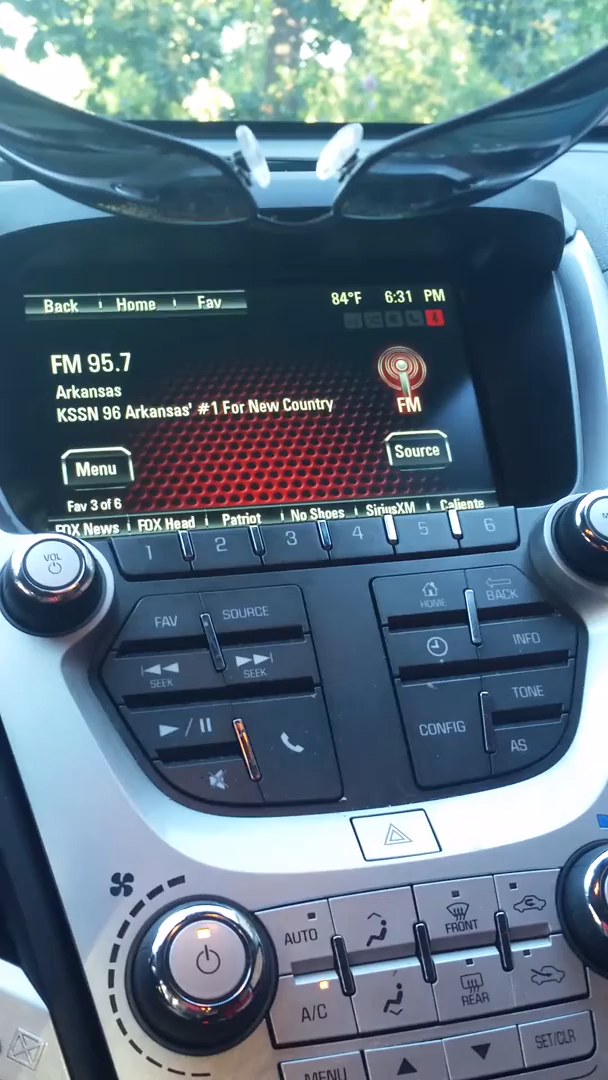 Back Home Fav 84°F 6:31 PM
FM 95.7
Arkansas
KSSN 96 Arkansas' #1 For New Country
FM
Menu Source
Fav 3 of 6
FOX News FOX Head Patriot No Shoes SiriusXM Caliente
1 2 3 4 5 6
VOL
FAV SOURCE HOME BACK
SEEK SEEK INFO
CONFIG TONE
AS
AUTO FRONT
A/C REAR
MENU SET/CLR